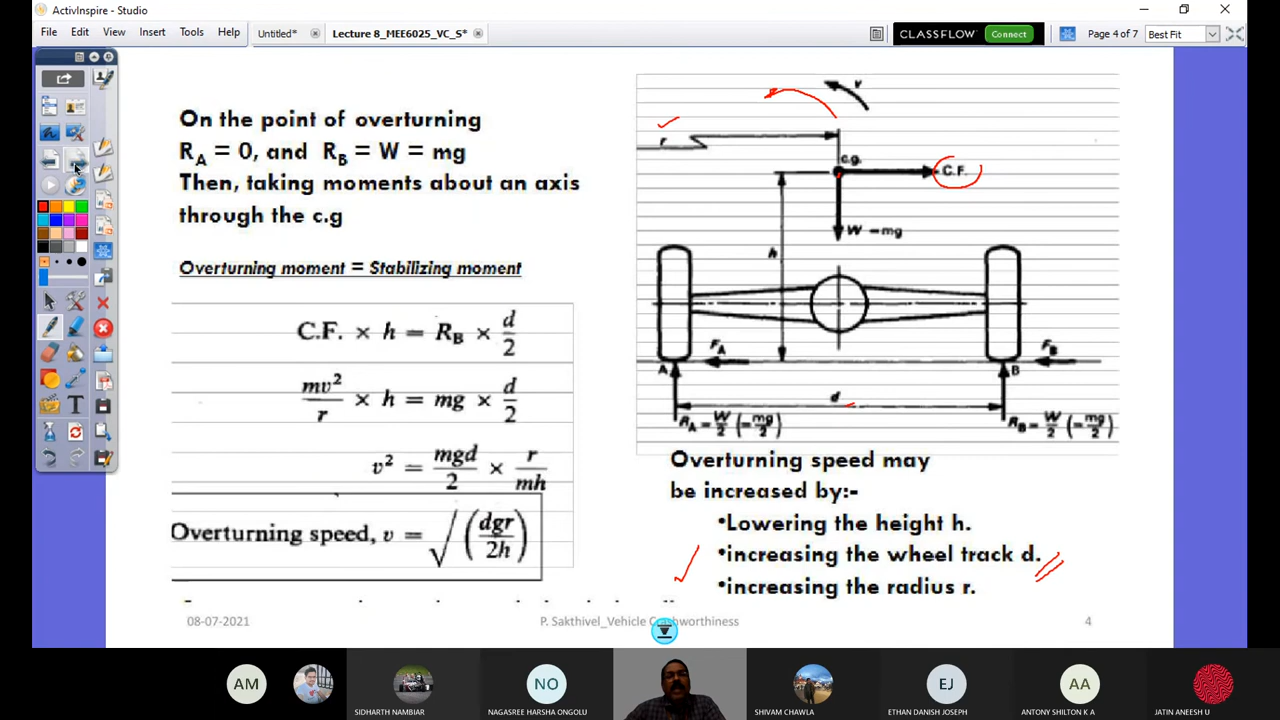 ActivInspire - Studio
File Edit View Insert Tools Help
Untitled*
Lecture 8_MEE6025_VC_S*
CLASSFLOW Connect
Page 4 of 7
Best Fit
On the point of overturning
R_A = 0, and R_B = W = mg
Then, taking moments about an axis
through the c.g
Overturning moment = Stabilizing moment
C.F. × h = R_B × d/2
mv²/r × h = mg × d/2
v² = mgd/2 × r/mh
Overturning speed, v = √(dgr/2h)
v
r
c.g.
C.F.
W = mg
h
F_A
F_B
A
B
d
R_A = W/2 (= mg/2)
R_B = W/2 (= mg/2)
Overturning speed may
be increased by:-
•Lowering the height h.
•increasing the wheel track d.
•increasing the radius r.
08-07-2021
P. Sakthivel_Vehicle Crashworthiness
4
AM
NO
EJ
AA
SIDHARTH NAMBIAR
NAGASREE HARSHA ONGOLU
SHIVAM CHAWLA
ETHAN DANISH JOSEPH
ANTONY SHILTON K A
JATIN ANEESH U